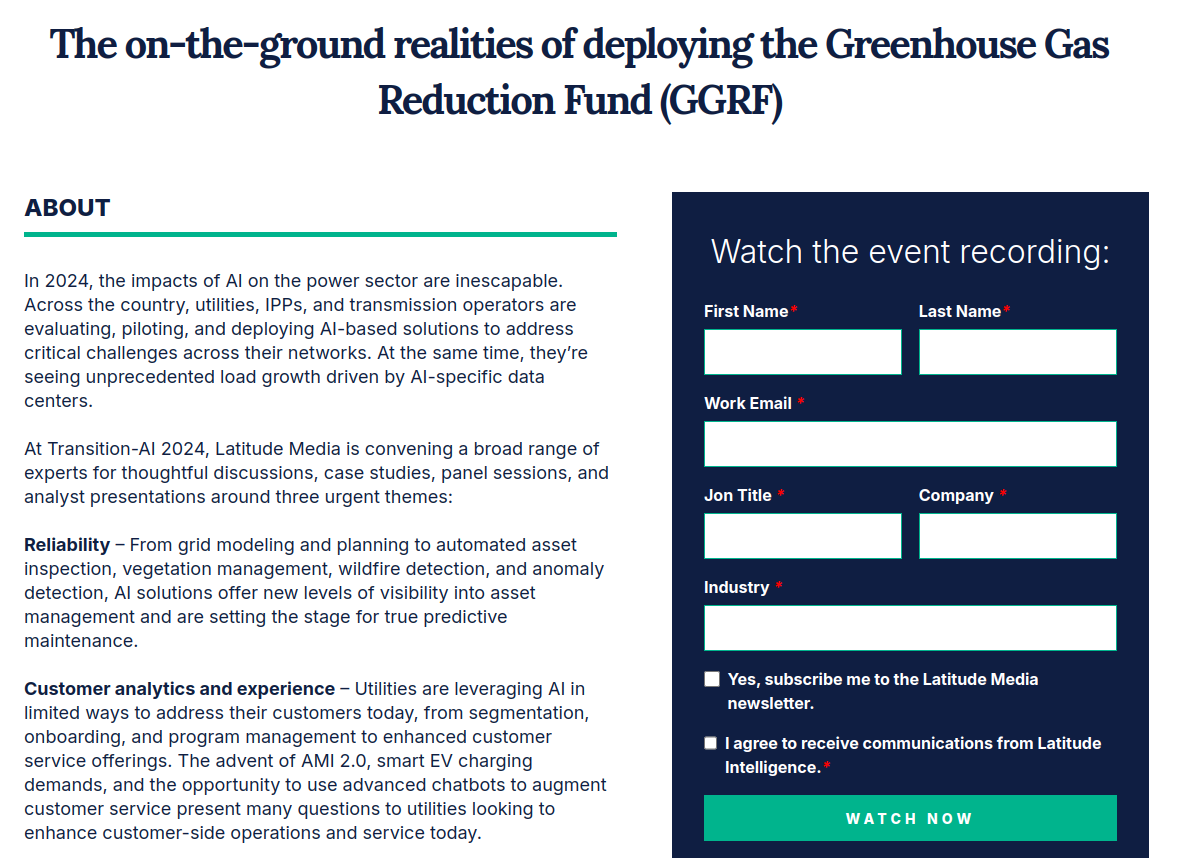 The on-the-ground realities of deploying the Greenhouse Gas
Reduction Fund (GGRF)
ABOUT
In 2024, the impacts of AI on the power sector are inescapable.
Across the country, utilities, IPPs, and transmission operators are
evaluating, piloting, and deploying AI-based solutions to address
critical challenges across their networks. At the same time, they’re
seeing unprecedented load growth driven by AI-specific data
centers.
At Transition-AI 2024, Latitude Media is convening a broad range of
experts for thoughtful discussions, case studies, panel sessions, and
analyst presentations around three urgent themes:
Reliability – From grid modeling and planning to automated asset
inspection, vegetation management, wildfire detection, and anomaly
detection, AI solutions offer new levels of visibility into asset
management and are setting the stage for true predictive
maintenance.
Customer analytics and experience – Utilities are leveraging AI in
limited ways to address their customers today, from segmentation,
onboarding, and program management to enhanced customer
service offerings. The advent of AMI 2.0, smart EV charging
demands, and the opportunity to use advanced chatbots to augment
customer service present many questions to utilities looking to
enhance customer-side operations and service today.
Watch the event recording:
First Name*
Last Name*
Work Email *
Jon Title *
Company *
Industry *
Yes, subscribe me to the Latitude Media
newsletter.
I agree to receive communications from Latitude
Intelligence.*
WATCH NOW